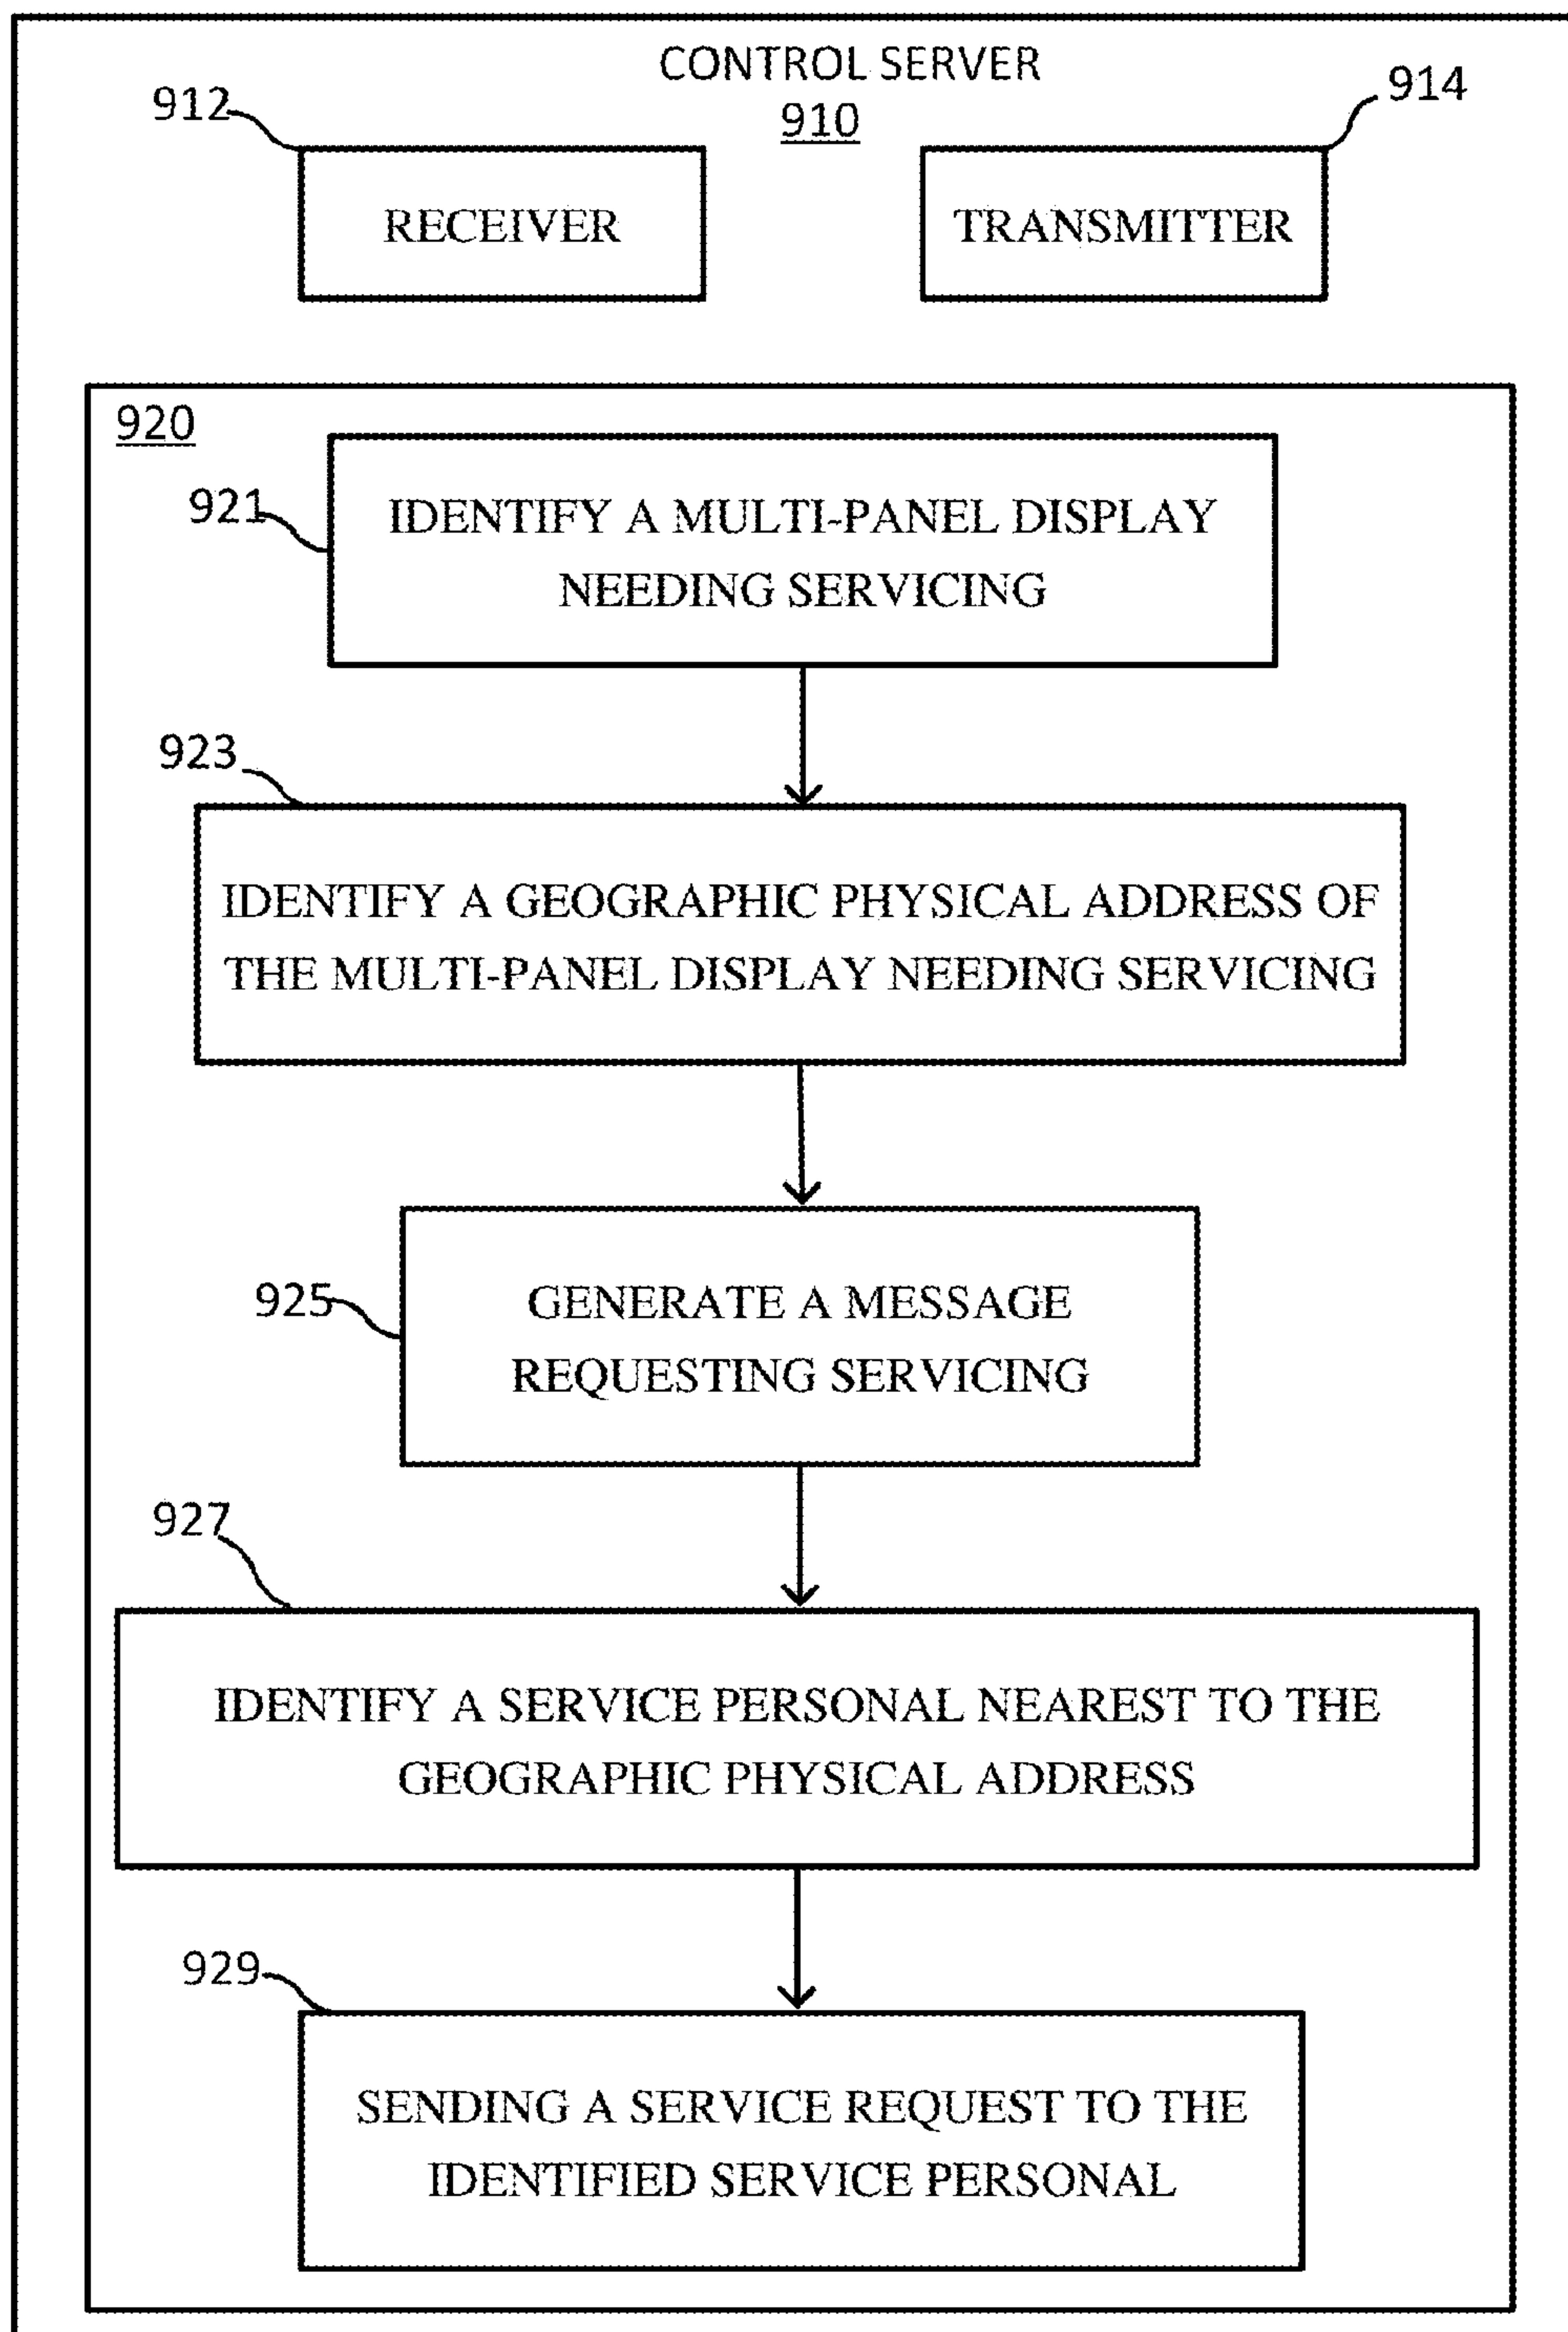 CONTROL SERVER
910
912
914
RECEIVER
TRANSMITTER
920
921
IDENTIFY A MULTI-PANEL DISPLAY
NEEDING SERVICING
923
IDENTIFY A GEOGRAPHIC PHYSICAL ADDRESS OF
THE MULTI-PANEL DISPLAY NEEDING SERVICING
925
GENERATE A MESSAGE
REQUESTING SERVICING
927
IDENTIFY A SERVICE PERSONAL NEAREST TO THE
GEOGRAPHIC PHYSICAL ADDRESS
929
SENDING A SERVICE REQUEST TO THE
IDENTIFIED SERVICE PERSONAL